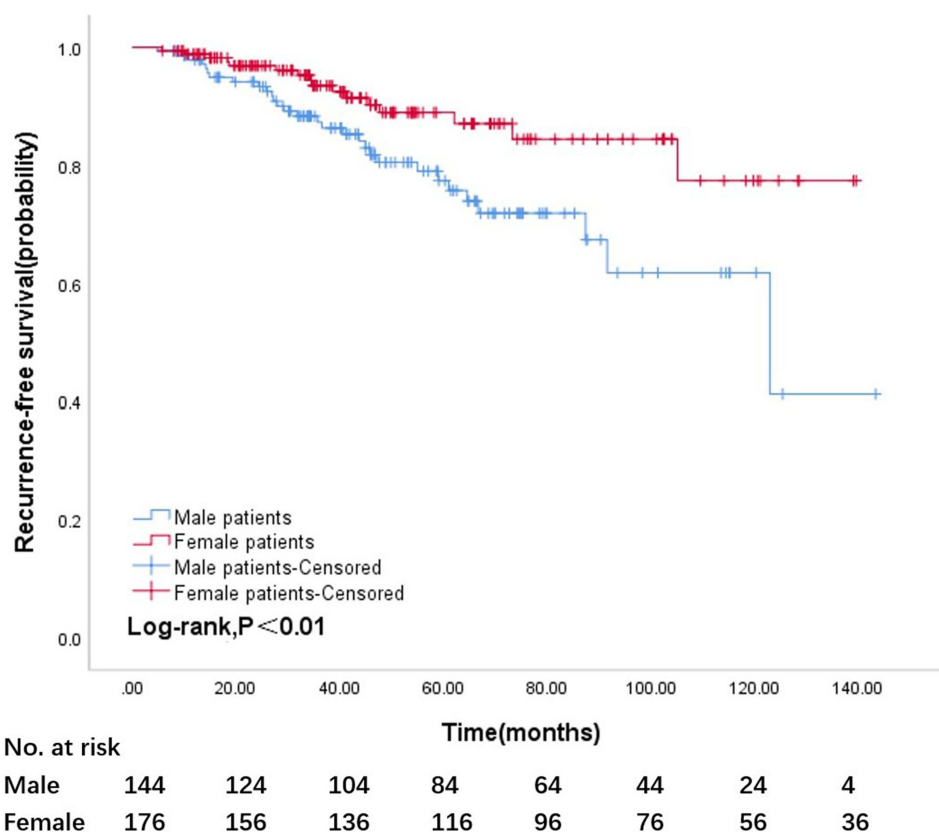 Recurrence-free survival(probability)
1.0
0.8
0.6
0.4
0.2
0.0
Male patients
Female patients
Male patients-Censored
Female patients-Censored
Log-rank,P＜0.01
.00 20.00 40.00 60.00 80.00 100.00 120.00 140.00
Time(months)
No. at risk
Male 144 124 104 84 64 44 24 4
Female 176 156 136 116 96 76 56 36